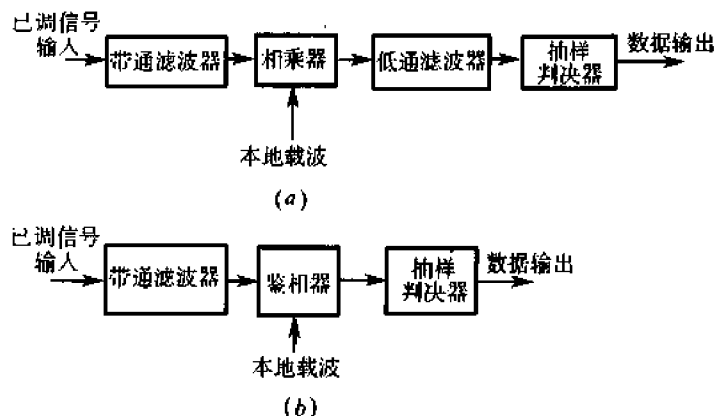 已调信号
输入
带通滤波器
相乘器
低通滤波器
抽样
判决器
数据输出
本地载波
(a)
已调信号
输入
带通滤波器
鉴相器
抽样
判决器
数据输出
本地载波
(b)